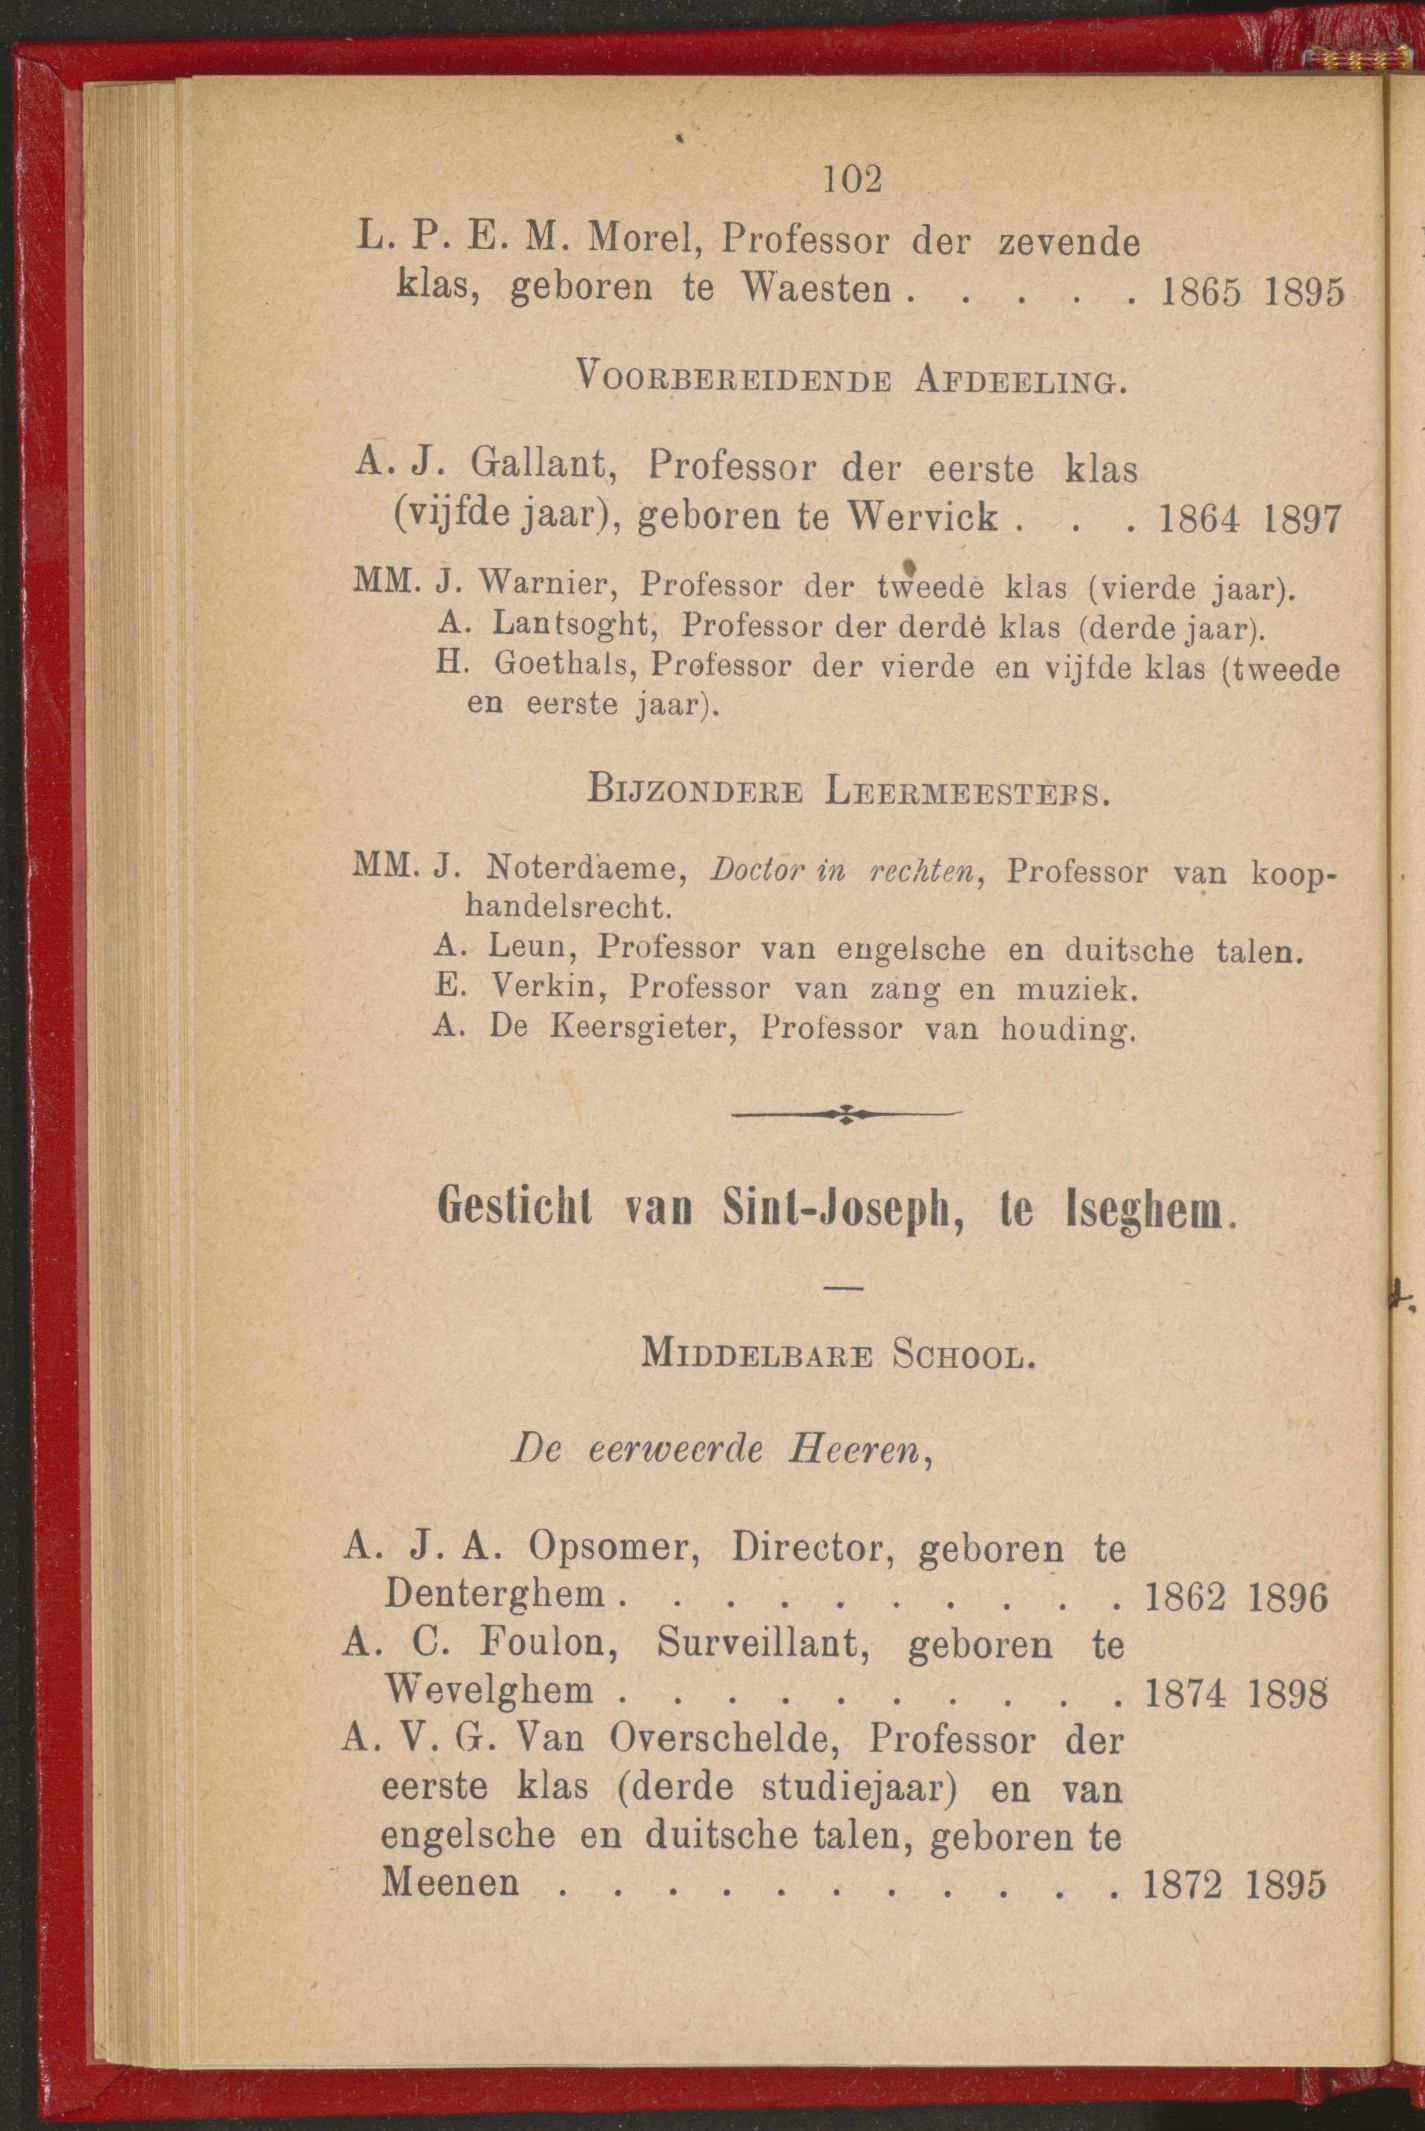 102
L. P. E. M. Morel, Professor der zevende
klas, geboren te Waesten . . . . . 1865 1895
VOORBEREIDENDE AFDEELING.
A. J. Gallant, Professor der eerste klas
(vijfde jaar), geboren te Wervick . . . 1864 1897
MM. J. Warnier, Professor der tweede klas (vierde jaar).
A. Lantsoght, Professor der derde klas (derde jaar).
H. Goethals, Professor der vierde en vijfde klas (tweede
en eerste jaar).
BIJZONDERE LEERMEESTERS.
MM. J. Noterdaeme, Doctor in rechten, Professor van koop-
handelsrecht.
A. Leun, Professor van engelsche en duitsche talen.
E. Verkin, Professor van zang en muziek.
A. De Keersgieter, Professor van houding.
Gesticht van Sint-Joseph, te Iseghem.
MIDDELBARE SCHOOL.
De eerweerde Heeren,
A. J. A. Opsomer, Director, geboren te
Denterghem . . . . . . . . . . 1862 1896
A. C. Foulon, Surveillant, geboren te
Wevelghem . . . . . . . . . . 1874 1898
A. V. G. Van Overschelde, Professor der
eerste klas (derde studiejaar) en van
engelsche en duitsche talen, geboren te
Meenen . . . . . . . . . . . 1872 1895